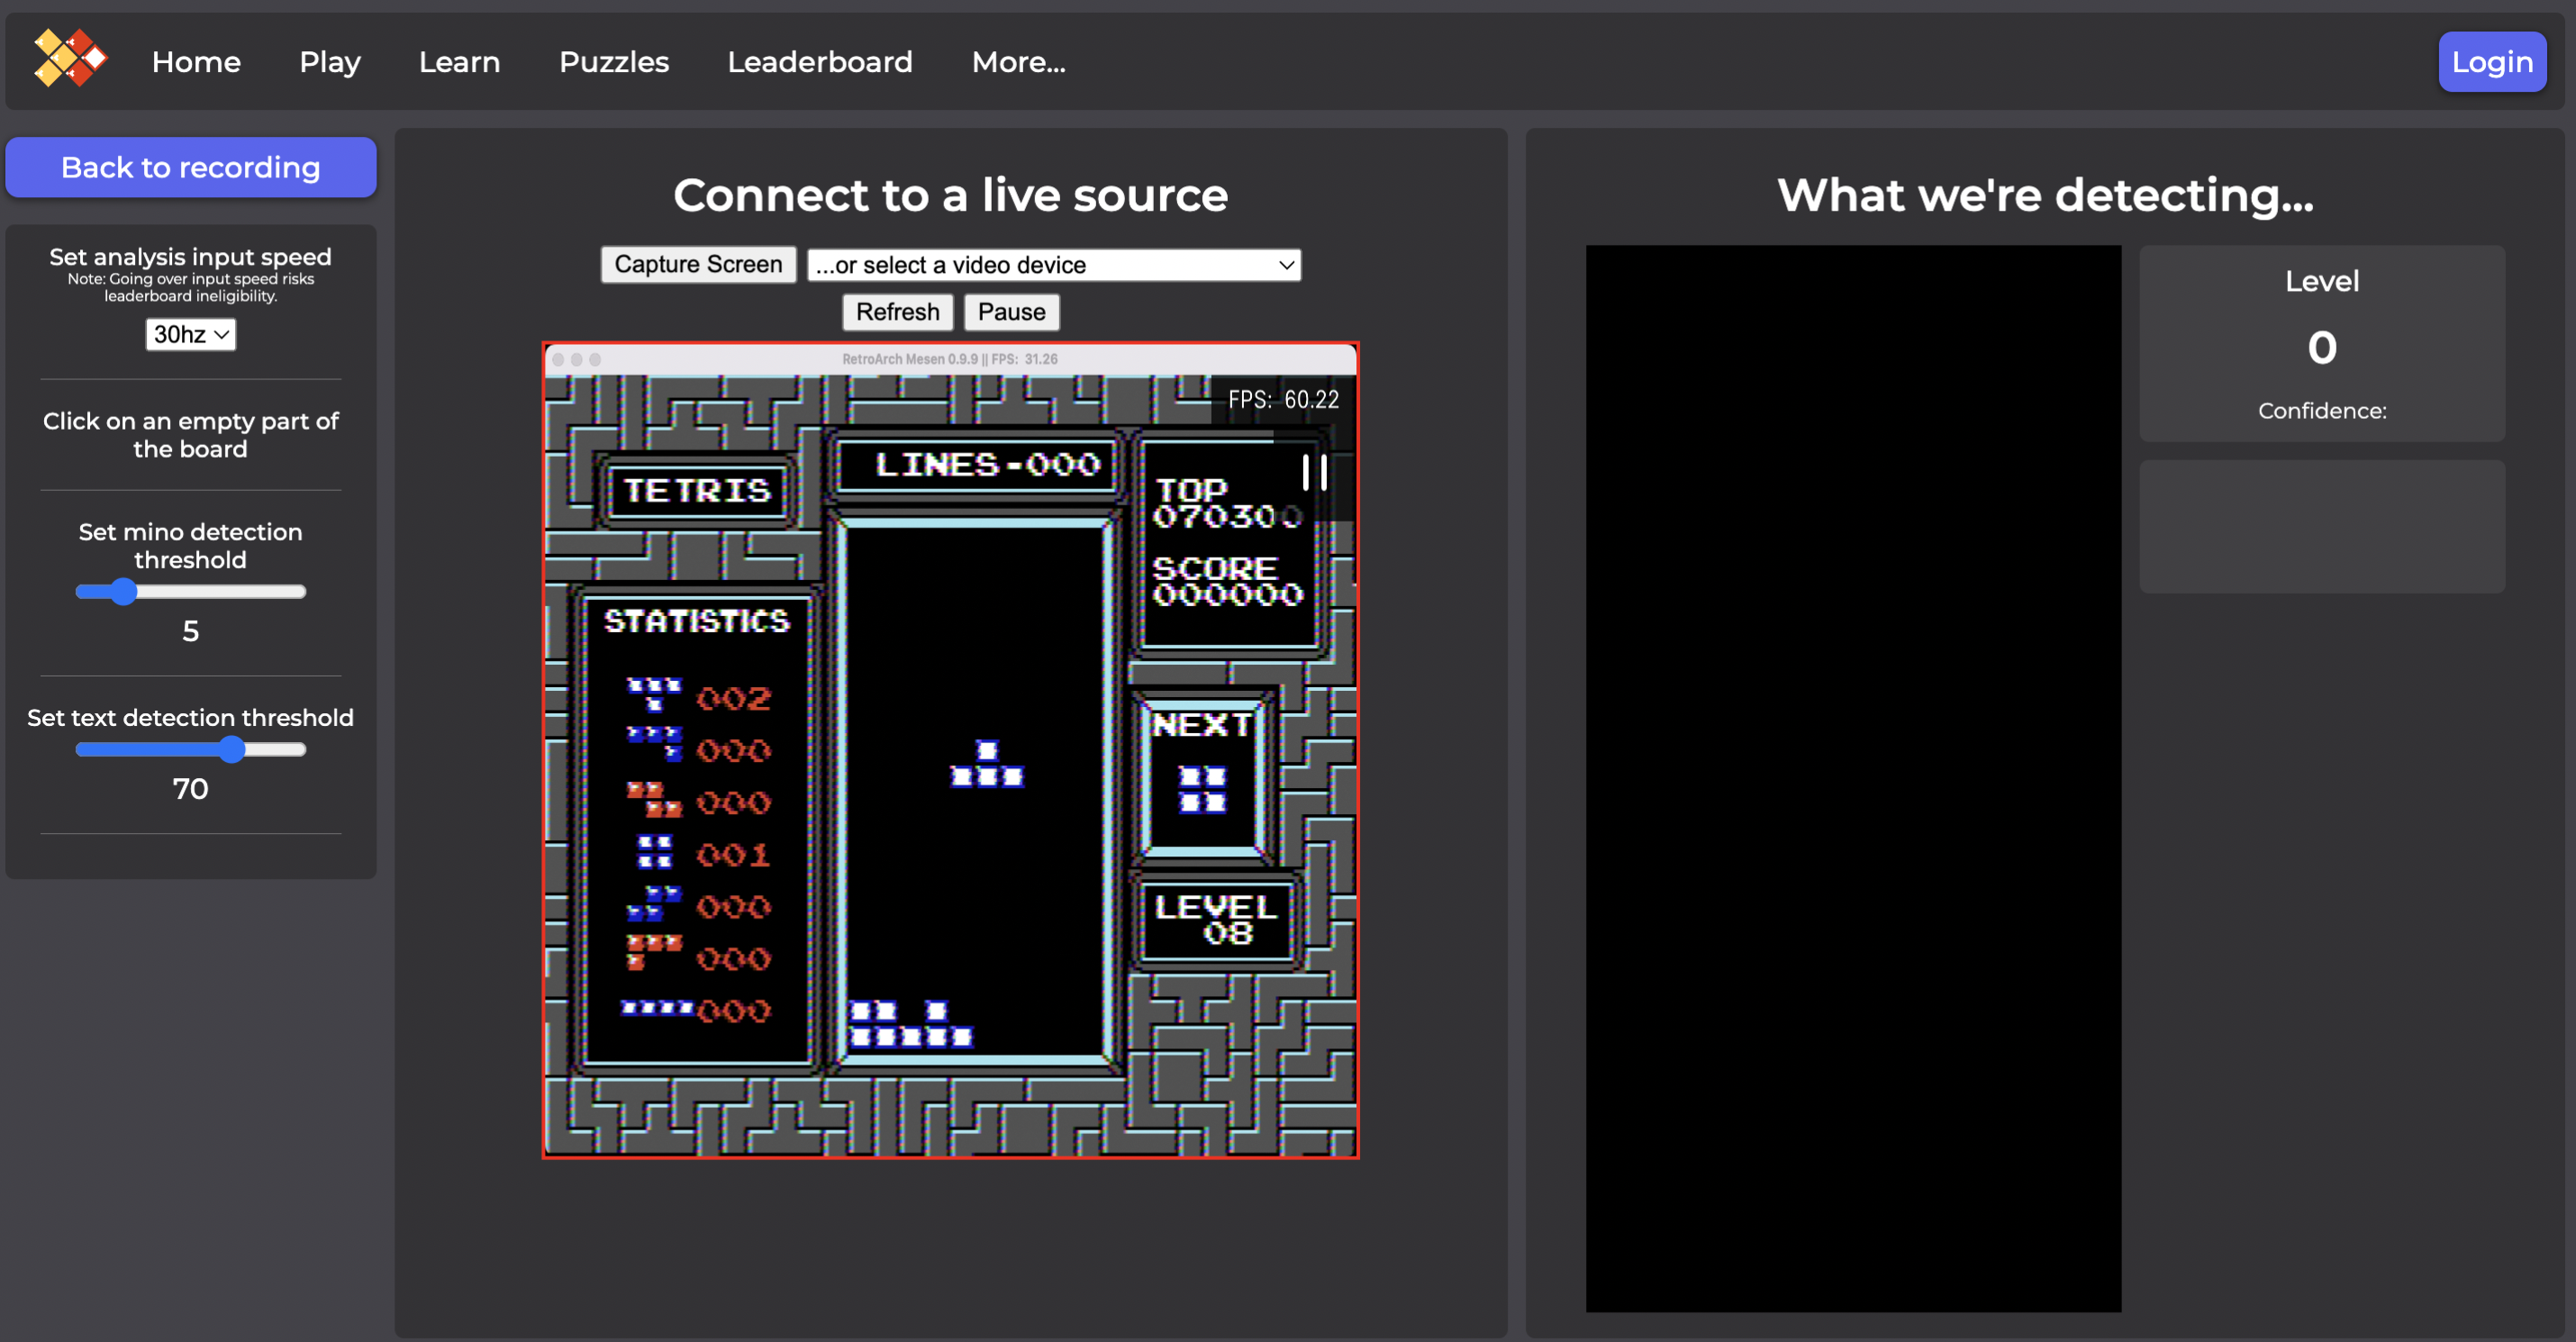 Home Play Learn Puzzles Leaderboard More... Login
Back to recording
Set analysis input speed
Note: Going over input speed risks
leaderboard ineligibility.
30hz
Click on an empty part of
the board
Set mino detection
threshold
5
Set text detection threshold
70
Connect to a live source
Capture Screen ...or select a video device
Refresh Pause
RetroArch Mesen 0.9.9 || FPS: 31.26
FPS: 60.22
LINES-000
TETRIS
TOP
070300
SCORE
000000
STATISTICS
002
000
000
001
000
000
000
NEXT
LEVEL
08
What we're detecting...
Level
0
Confidence: